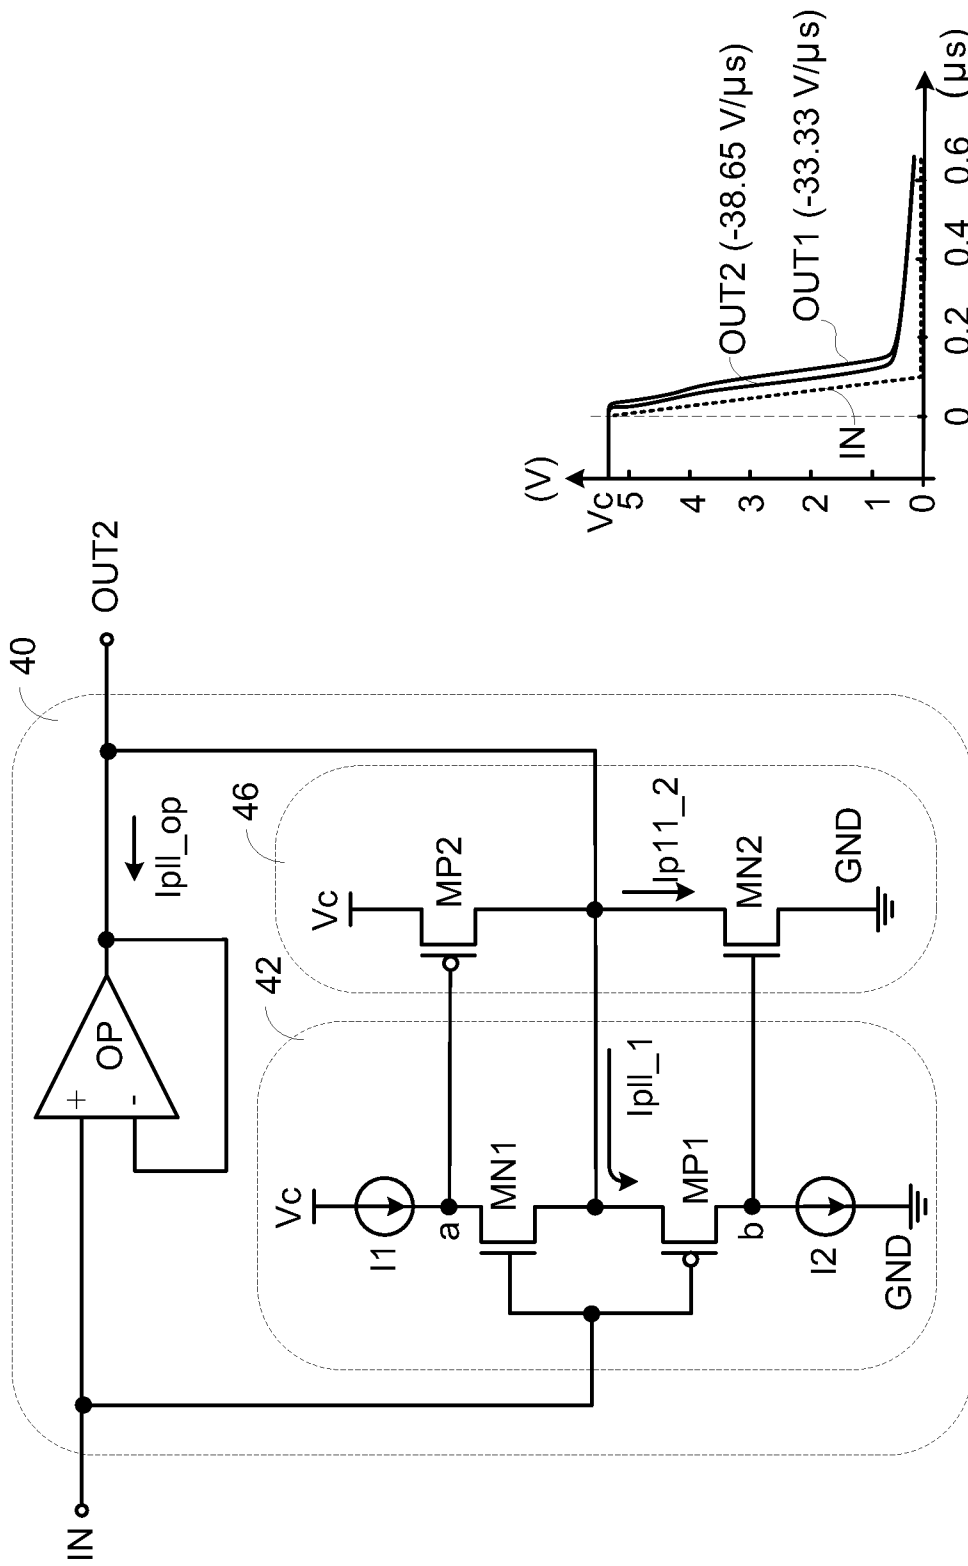 40
IN
+
-
OP
Ipll_op
OUT2
42
46
Vc
Vc
I1
a
MN1
MP2
Ipll_1
Ip11_2
MP1
MN2
b
I2
GND
GND
(V)
Vc
5
4
3
2
1
0
OUT2 (-38.65 V/µs)
OUT1 (-33.33 V/µs)
IN
0
0.2
0.4
0.6
(µs)